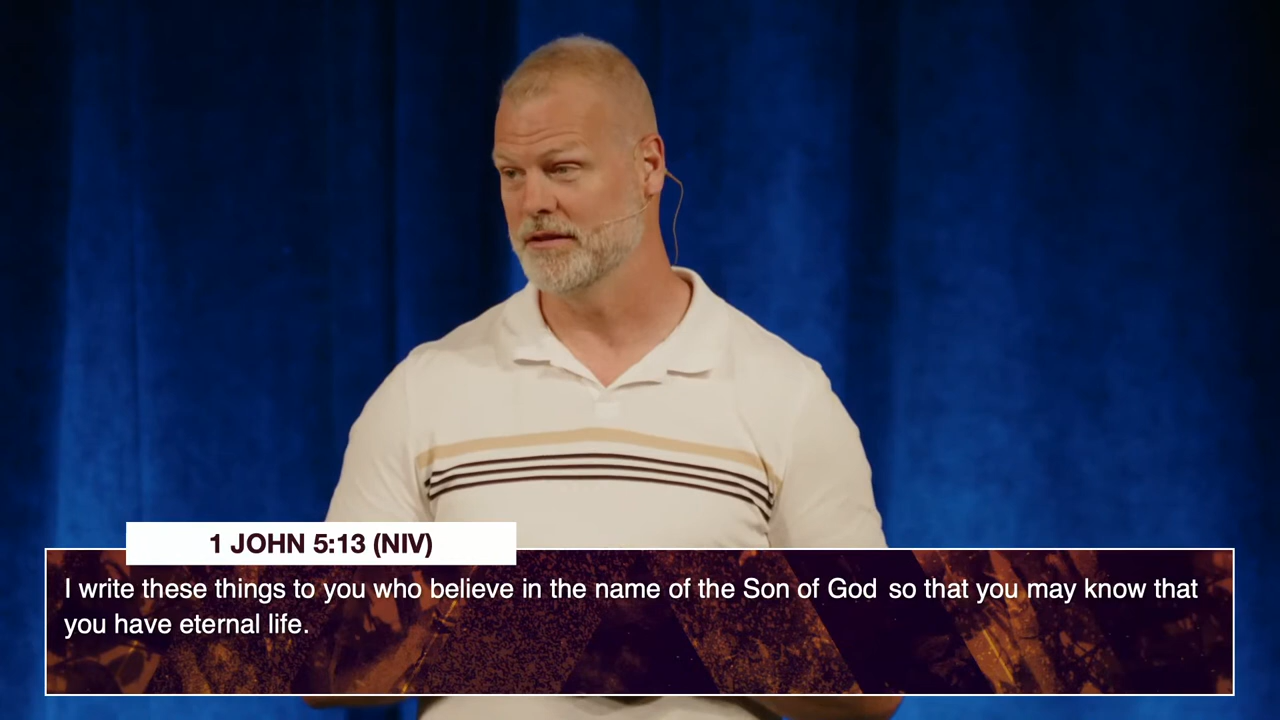 1 JOHN 5:13 (NIV)
I write these things to you who believe in the name of the Son of God so that you may know that
you have eternal life.